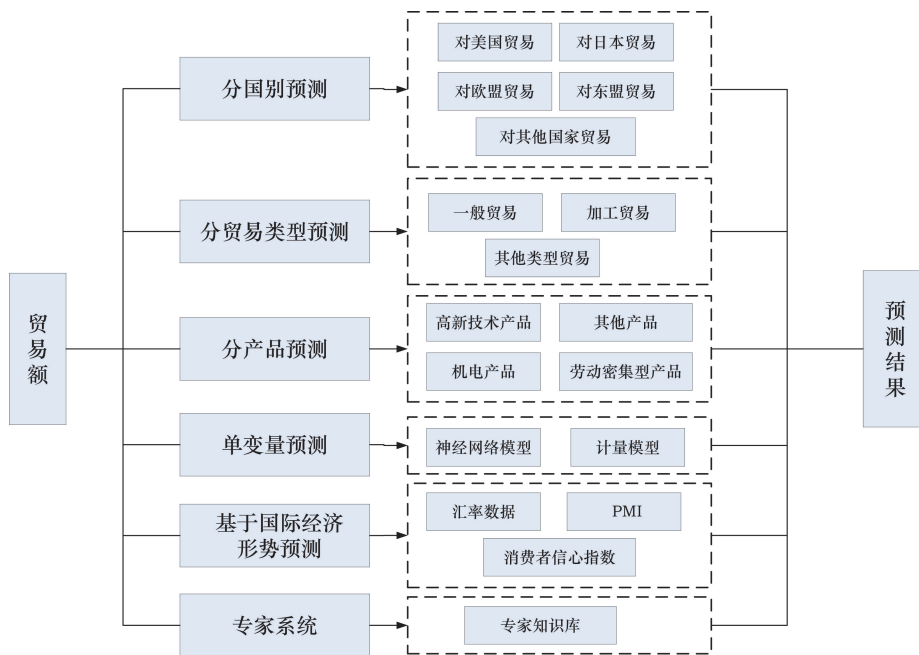 贸易额
分国别预测
对美国贸易
对日本贸易
对欧盟贸易
对东盟贸易
对其他国家贸易
分贸易类型预测
一般贸易
加工贸易
其他类型贸易
分产品预测
高新技术产品
其他产品
机电产品
劳动密集型产品
单变量预测
神经网络模型
计量模型
基于国际经济
形势预测
汇率数据
PMI
消费者信心指数
专家系统
专家知识库
预测结果